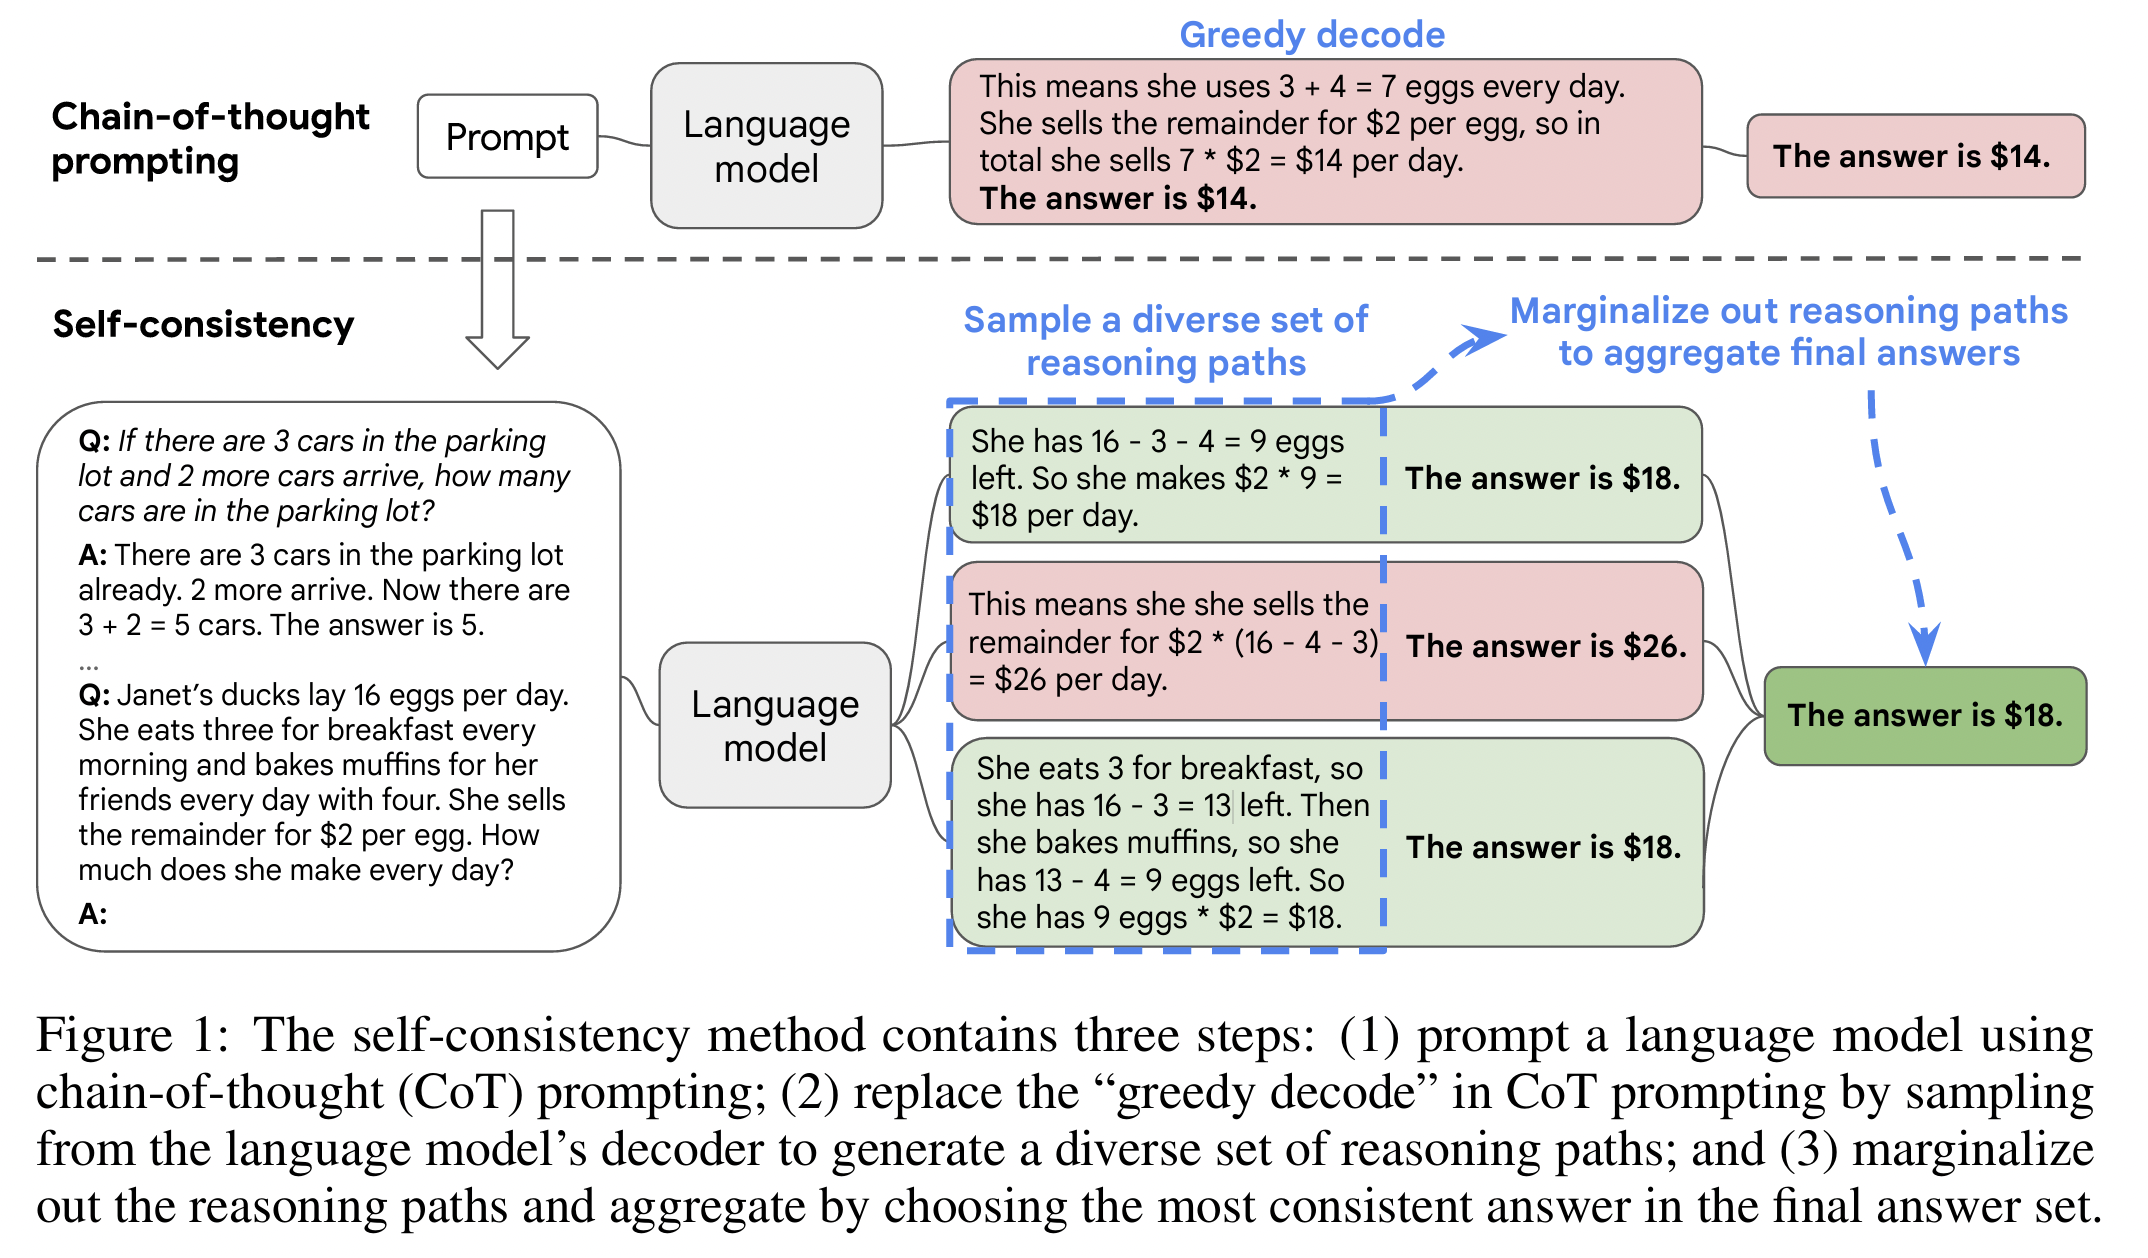 Greedy decode
Chain-of-thought
prompting
Prompt
Language
model
This means she uses 3 + 4 = 7 eggs every day.
She sells the remainder for $2 per egg, so in
total she sells 7 * $2 = $14 per day.
The answer is $14.
The answer is $14.
Self-consistency
Sample a diverse set of
reasoning paths
Marginalize out reasoning paths
to aggregate final answers
Q: If there are 3 cars in the parking
lot and 2 more cars arrive, how many
cars are in the parking lot?
A: There are 3 cars in the parking lot
already. 2 more arrive. Now there are
3 + 2 = 5 cars. The answer is 5.
...
Q: Janet’s ducks lay 16 eggs per day.
She eats three for breakfast every
morning and bakes muffins for her
friends every day with four. She sells
the remainder for $2 per egg. How
much does she make every day?
A:
Language
model
She has 16 - 3 - 4 = 9 eggs
left. So she makes $2 * 9 =
$18 per day.
The answer is $18.
This means she she sells the
remainder for $2 * (16 - 4 - 3)
= $26 per day.
The answer is $26.
She eats 3 for breakfast, so
she has 16 - 3 = 13 left. Then
she bakes muffins, so she
has 13 - 4 = 9 eggs left. So
she has 9 eggs * $2 = $18.
The answer is $18.
The answer is $18.
Figure 1: The self-consistency method contains three steps: (1) prompt a language model using
chain-of-thought (CoT) prompting; (2) replace the “greedy decode” in CoT prompting by sampling
from the language model’s decoder to generate a diverse set of reasoning paths; and (3) marginalize
out the reasoning paths and aggregate by choosing the most consistent answer in the final answer set.